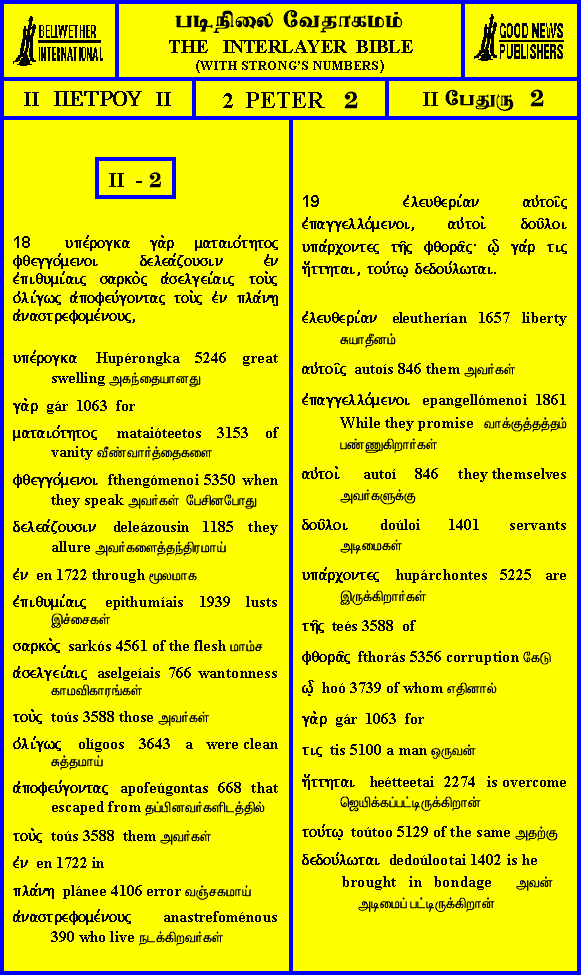 BELLWETHER
INTERNATIONAL
படிநிலை வேதாகமம்
THE INTERLAYER BIBLE
(WITH STRONG'S NUMBERS)
GOOD NEWS
PUBLISHERS
II ΠΕΤΡΟΥ II
2 PETER 2
II பேதுரு 2
II - 2
18 υπέρογκα γὰρ ματαιότητος
φθεγγόμενοι δελεάζουσιν ἐν
ἐπιθυμίαις σαρκὸς ἀσελγείαις τοὺς
ὀλίγως ἀποφεύγοντας τοὺς ἐν πλάνῃ
ἀναστρεφομένους,
υπέρογκα Hupérongka 5246 great
swelling அகந்தையானது
γὰρ gár 1063 for
ματαιότητος mataióteetos 3153 of
vanity வீண்வார்த்தைகளை
φθεγγόμενοι fthengómenoi 5350 when
they speak அவர்கள் பேசினபோது
δελεάζουσιν deleázousin 1185 they
allure அவர்களைத்தந்திரமாய்
ἐν en 1722 through மூலமாக
ἐπιθυμίαις epithumíais 1939 lusts
இச்சைகள்
σαρκὸς sarkós 4561 of the flesh மாம்ச
ἀσελγείαις aselgeíais 766 wantonness
காமவிகாரங்கள்
τοὺς toús 3588 those அவர்கள்
ὀλίγως olígoos 3643 a were clean
சுத்தமாய்
ἀποφεύγοντας apofeúgontas 668 that
escaped from தப்பினவர்களிடத்தில்
τοὺς toús 3588 them அவர்கள்
ἐν en 1722 in
πλάνη plánee 4106 error வஞ்சகமாய்
ἀναστρεφομένους anastrefoménous
390 who live நடக்கிறவர்கள்
19 ἐλευθερίαν αὐτοῖς
ἐπαγγελλόμενοι, αὐτοὶ δοῦλοι
υπάρχοντες τῆς φθορᾶς· ᾧ γάρ τις
ἥττηται, τούτῳ δεδούλωται.
ἐλευθερίαν eleutherían 1657 liberty
சுயாதீனம்
αὐτοῖς autoís 846 them அவர்கள்
ἐπαγγελλόμενοι epangellómenoi 1861
While they promise வாக்குத்தத்தம்
பண்ணுகிறார்கள்
αὐτοὶ autoí 846 they themselves
அவர்களுக்கு
δοῦλοι doúloi 1401 servants
அடிமைகள்
υπάρχοντες hupárchontes 5225 are
இருக்கிறார்கள்
τῆς teés 3588 of
φθορᾶς fthorás 5356 corruption கேடு
ᾧ hoó 3739 of whom எதினால்
γὰρ gár 1063 for
τις tis 5100 a man ஒருவன்
ἥττηται heétteetai 2274 is overcome
ஜெயிக்கப்பட்டிருக்கிறான்
τούτῳ toútoo 5129 of the same அதற்கு
δεδούλωται dedoúlootai 1402 is he
brought in bondage அவன்
அடிமைப் பட்டிருக்கிறான்